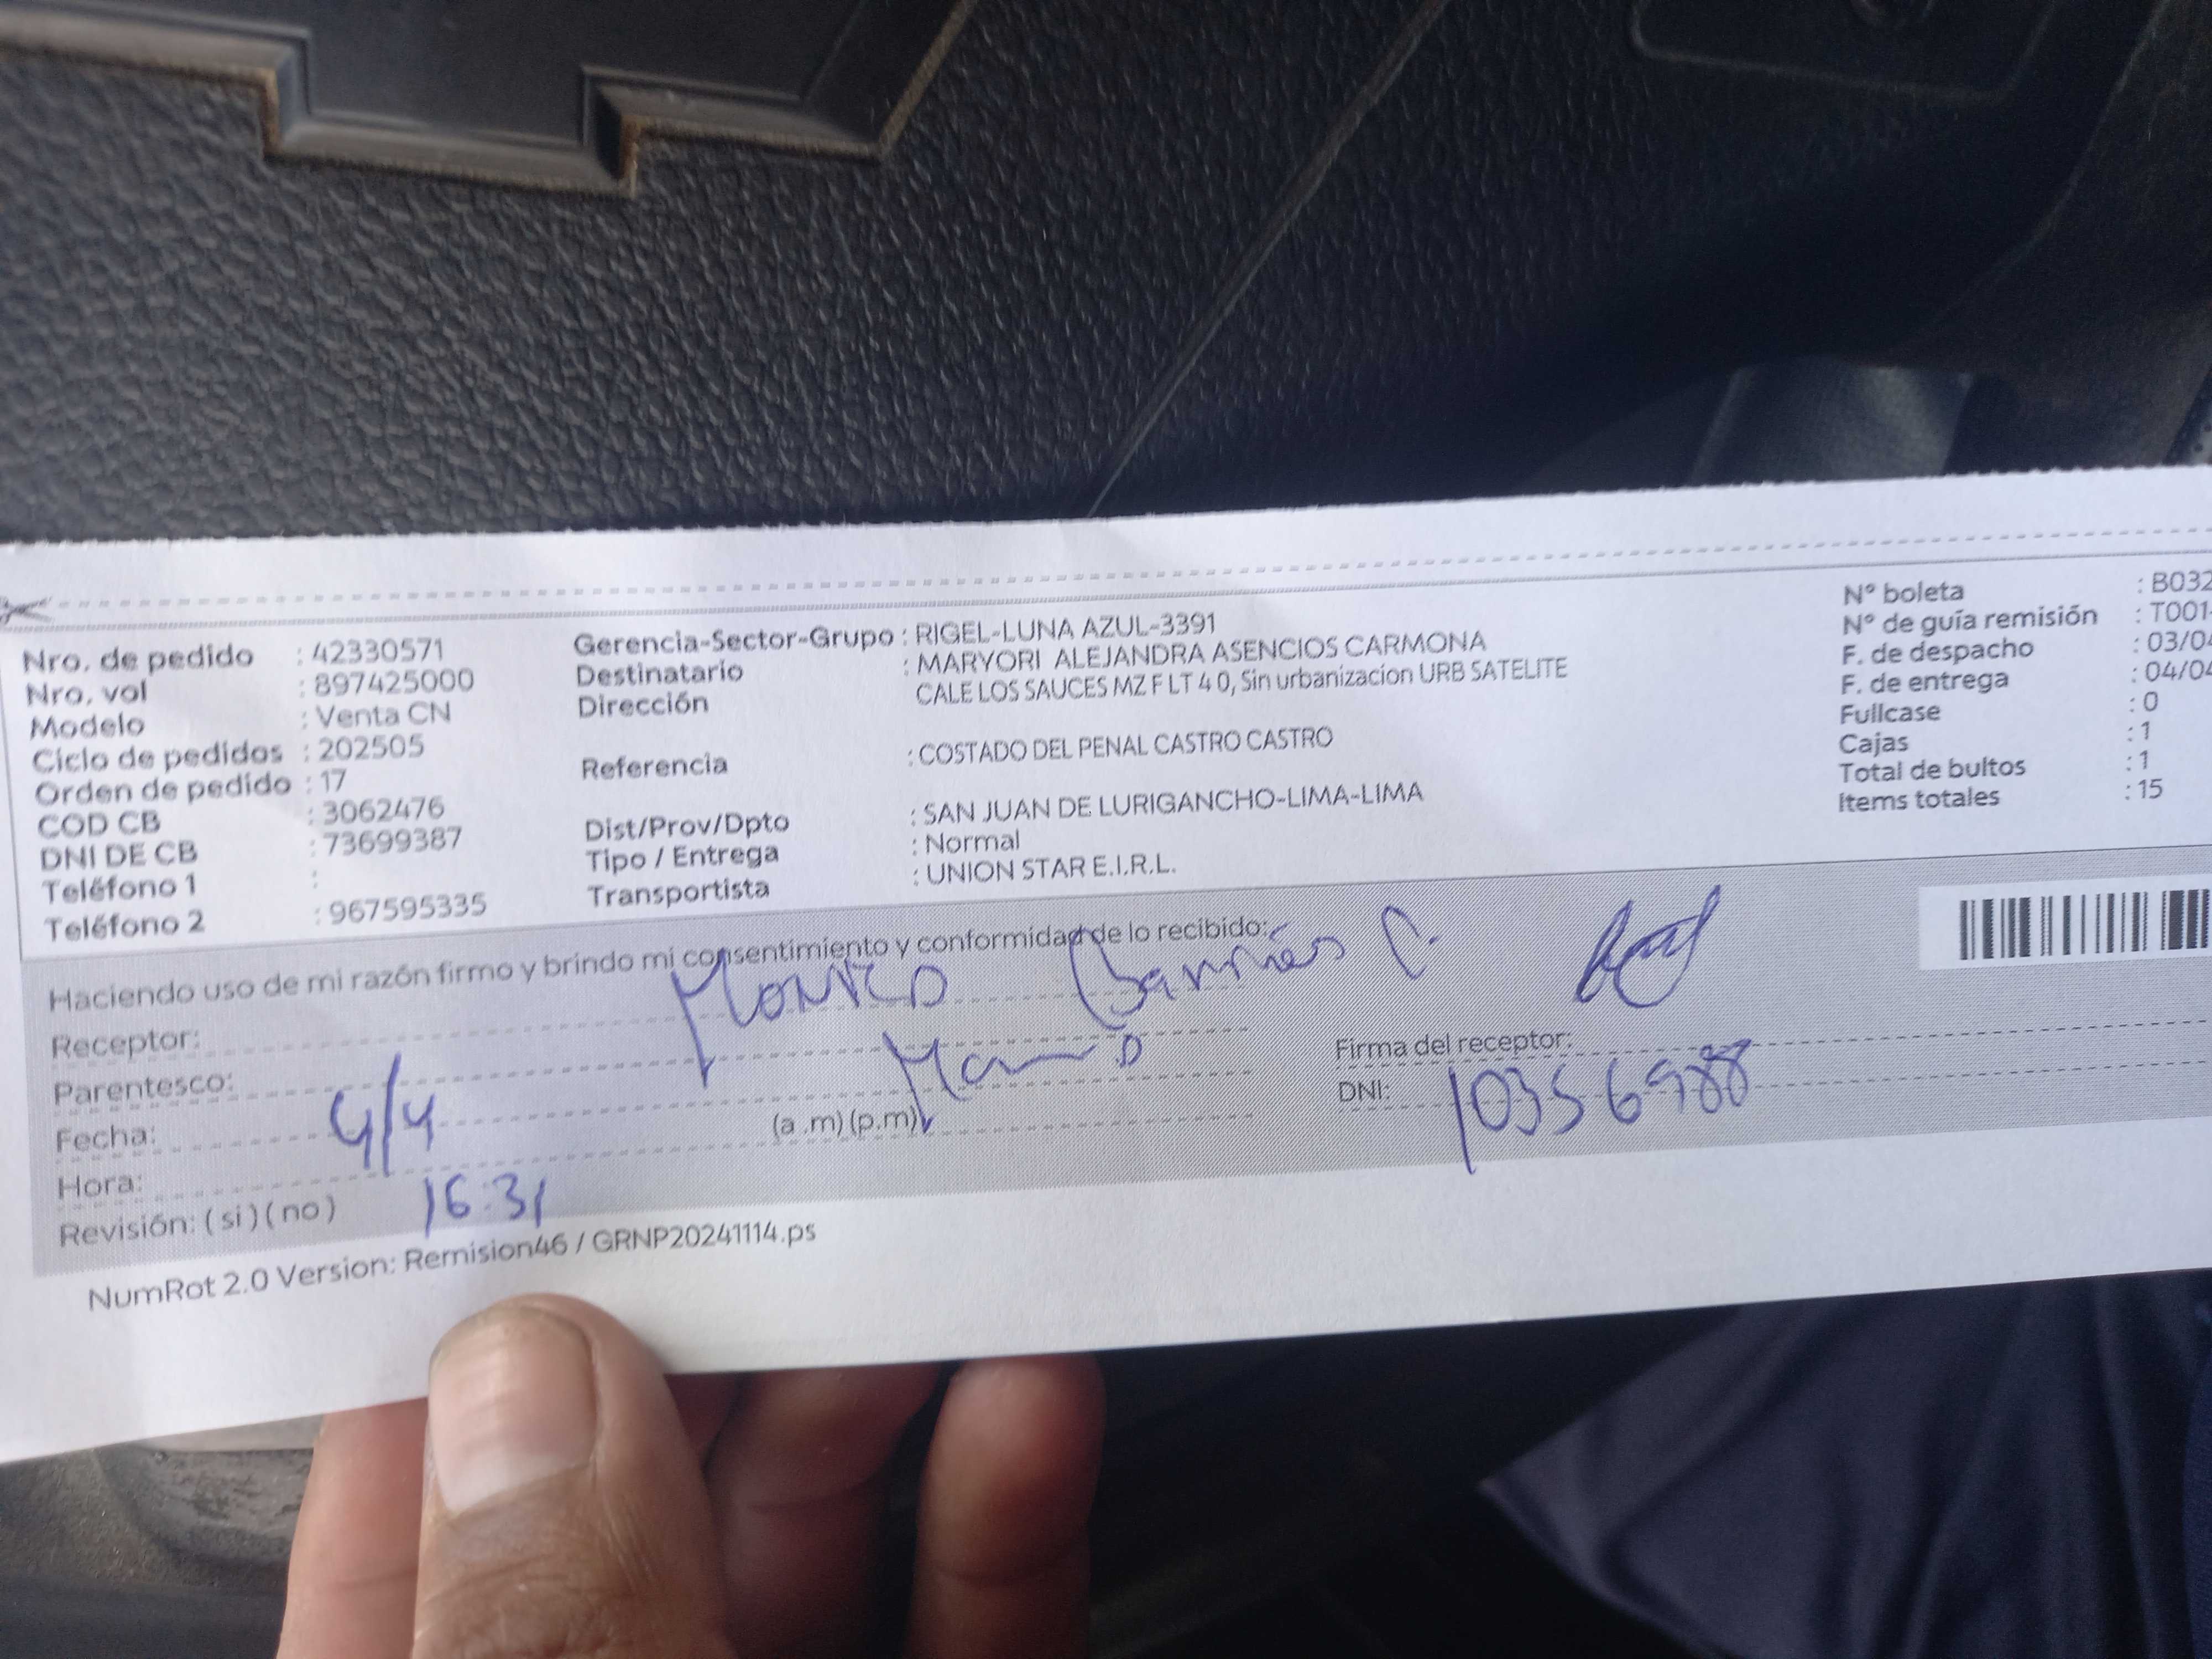 Nro. de pedido : 42330571
Nro. vol : 897425000
Modelo : Venta CN
Ciclo de pedidos : 202505
Orden de pedido : 17
COD CB : 3062476
DNI DE CB : 73699387
Teléfono 1 :
Teléfono 2 : 967595335
Gerencia-Sector-Grupo : RIGEL-LUNA AZUL-3391
Destinatario : MARYORI ALEJANDRA ASENCIOS CARMONA
Dirección CALE LOS SAUCES MZ F LT 4 0, Sin urbanizacion URB SATELITE
Referencia : COSTADO DEL PENAL CASTRO CASTRO
Dist/Prov/Dpto : SAN JUAN DE LURIGANCHO-LIMA-LIMA
Tipo / Entrega : Normal
Transportista : UNION STAR E.I.R.L.
N° boleta : B032
N° de guía remisión : T001-
F. de despacho : 03/04
F. de entrega : 04/04
Fullcase : 0
Cajas : 1
Total de bultos : 1
Items totales : 15
Haciendo uso de mi razón firmo y brindo mi consentimiento y conformidad de lo recibido:
Receptor: C.
Parentesco:
Fecha: 4/4 (a .m) (p.m)
Hora: 16:31
Revisión: ( si ) ( no )
Firma del receptor:
DNI: 10356988
NumRot 2.0 Version: Remision46 / GRNP20241114.ps